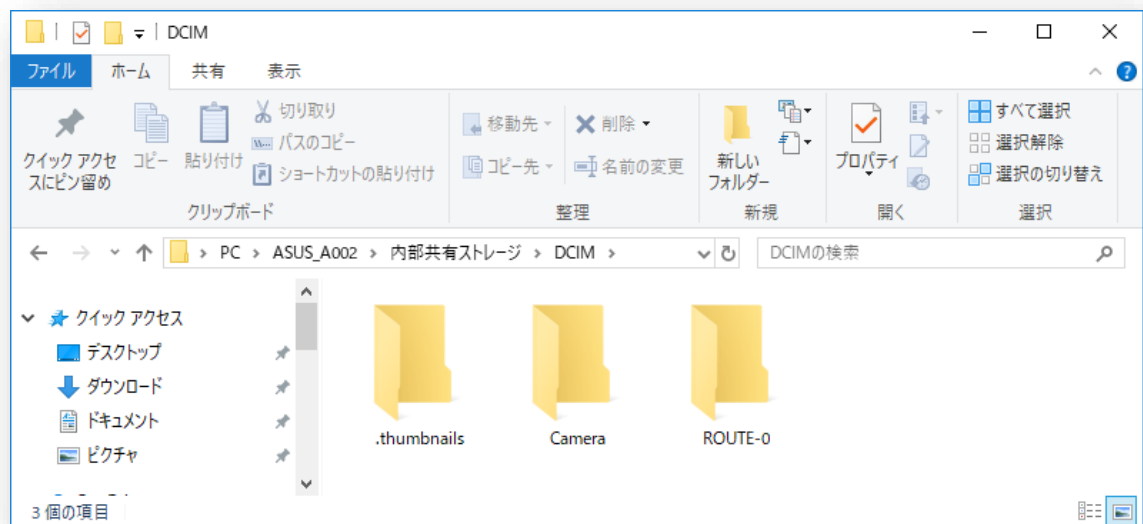 DCIM
ファイル ホーム 共有 表示
クイック アクセスにピン留め
コピー
貼り付け
切り取り
パスのコピー
ショートカットの貼り付け
クリップボード
移動先
コピー先
削除
名前の変更
整理
新しいフォルダー
新規
プロパティ
開く
すべて選択
選択解除
選択の切り替え
選択
PC > ASUS_A002 > 内部共有ストレージ > DCIM >
DCIMの検索
クイック アクセス
デスクトップ
ダウンロード
ドキュメント
ピクチャ
.thumbnails
Camera
ROUTE-0
3 個の項目